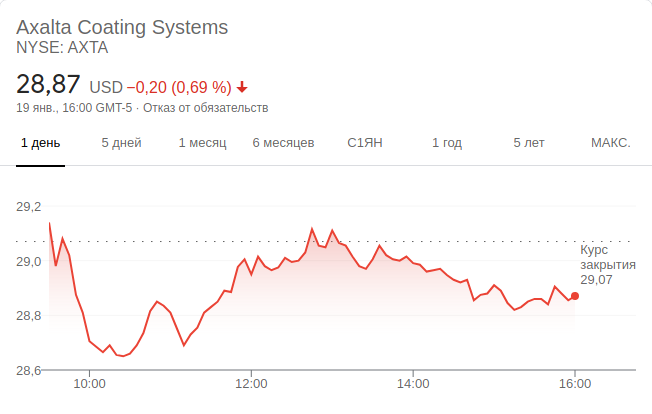 Axalta Coating Systems
NYSE: AXTA
28,87 USD −0,20 (0,69 %)
19 янв., 16:00 GMT-5 · Отказ от обязательств
1 день 5 дней 1 месяц 6 месяцев С1ЯН 1 год 5 лет МАКС.
29,2
Курс
29,0 закрытия
29,07
28,8
28,6
10:00 12:00 14:00 16:00